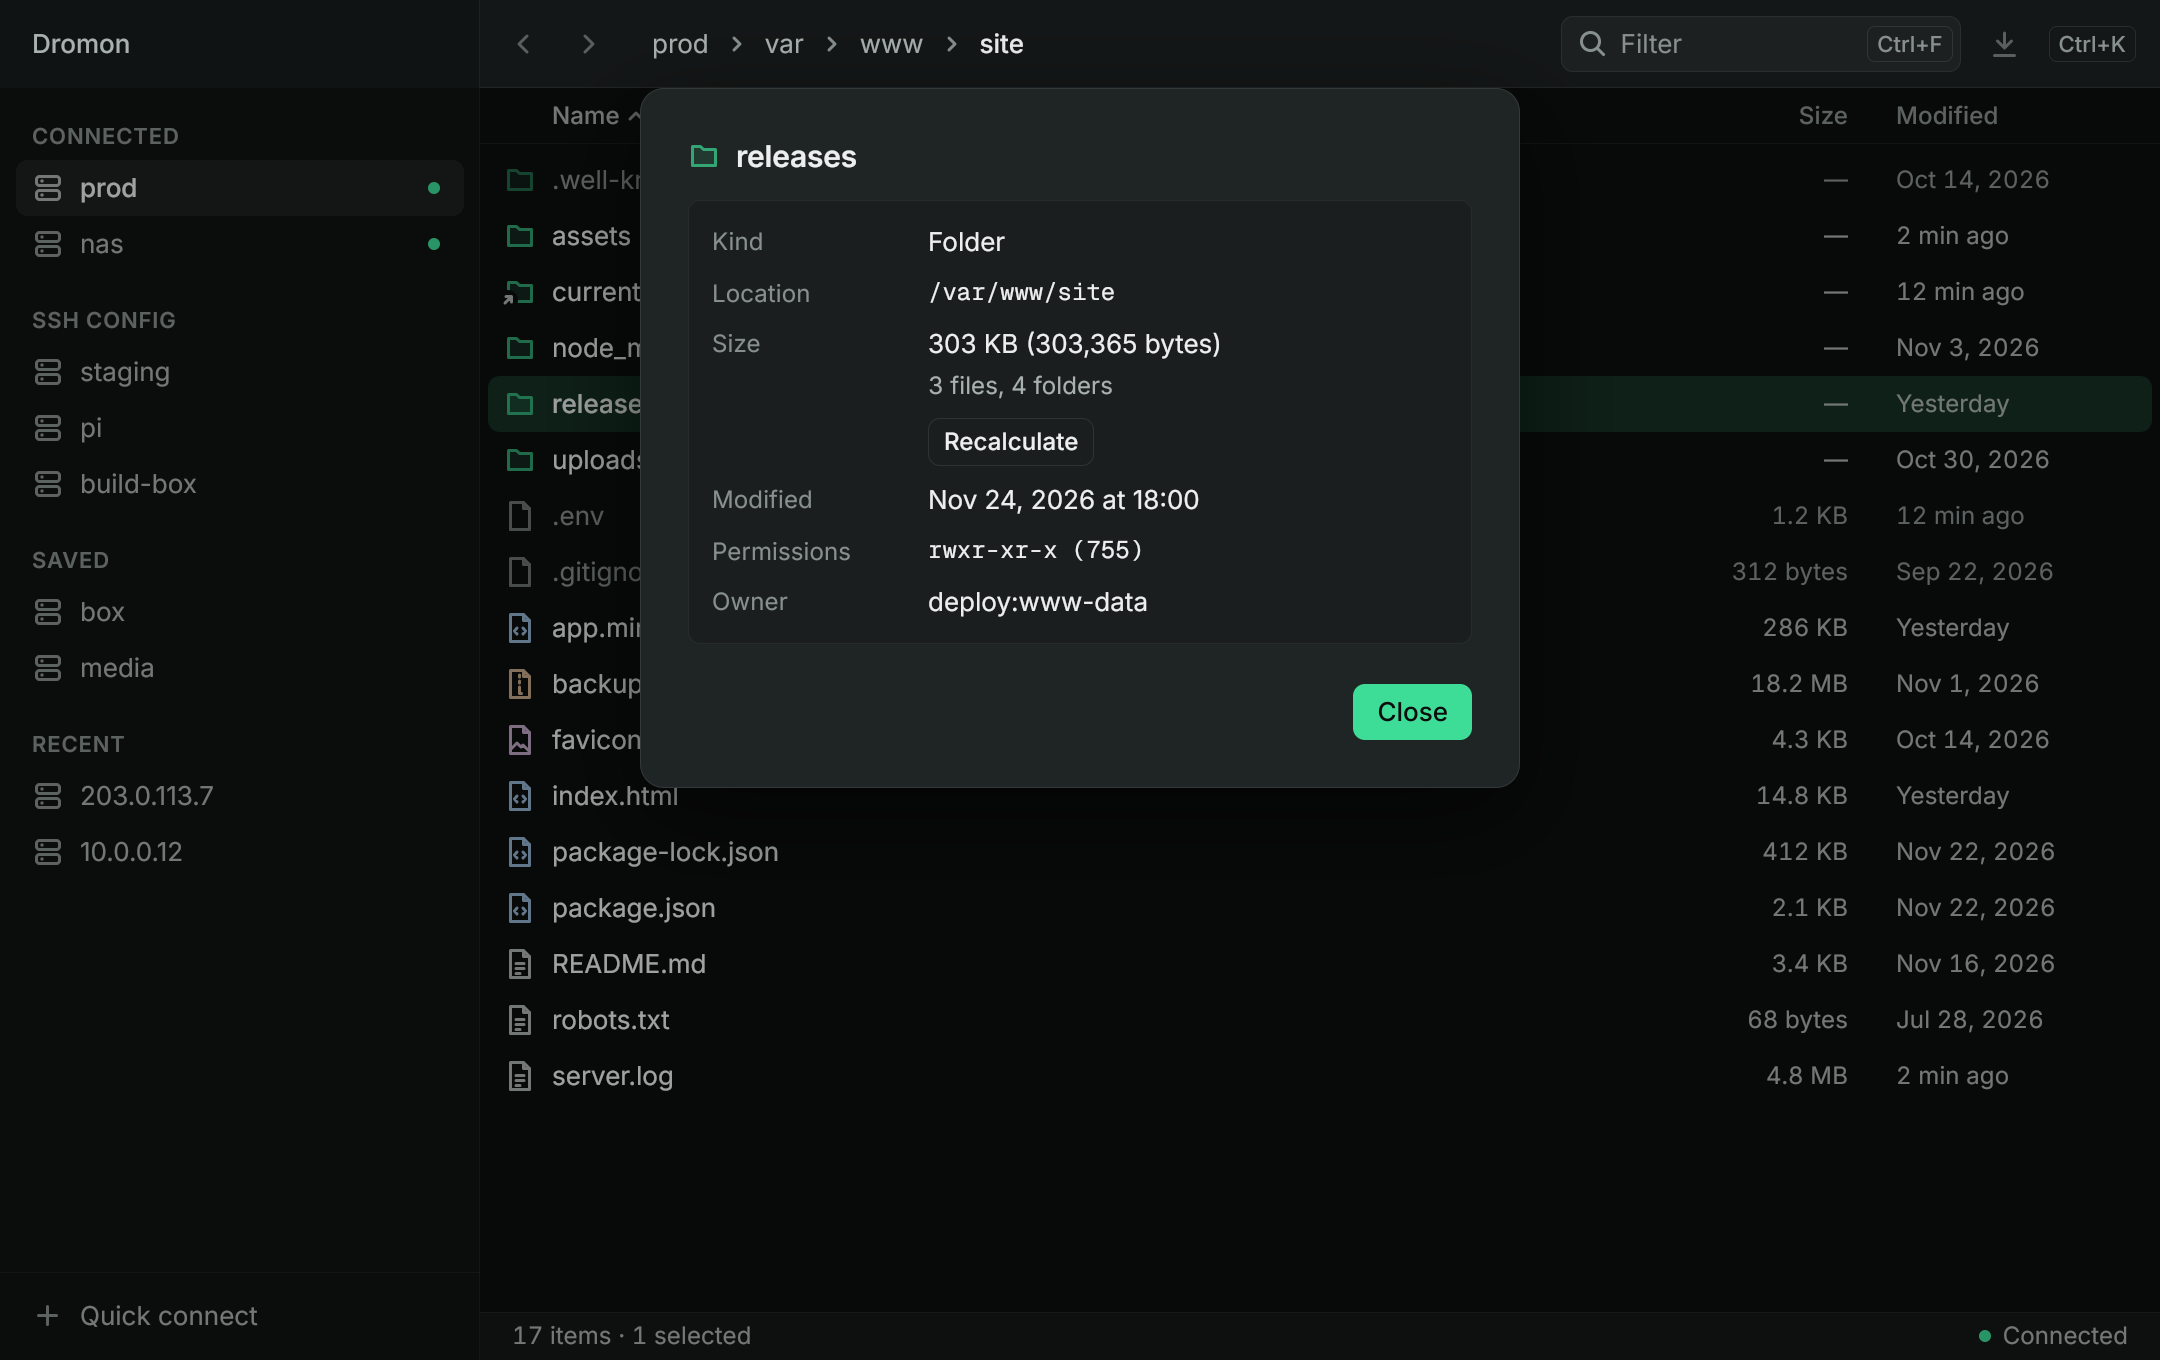 Dromon
prod > var > www > site
Filter
Ctrl+F
Ctrl+K
CONNECTED
prod
nas
SSH CONFIG
staging
pi
build-box
SAVED
box
media
RECENT
203.0.113.7
10.0.0.12
Quick connect
Name
Size
Modified
— Oct 14, 2026
assets — 2 min ago
current — 12 min ago
— Nov 3, 2026
— Yesterday
— Oct 30, 2026
.env 1.2 KB 12 min ago
312 bytes Sep 22, 2026
286 KB Yesterday
backup 18.2 MB Nov 1, 2026
favicon 4.3 KB Oct 14, 2026
index.html 14.8 KB Yesterday
package-lock.json 412 KB Nov 22, 2026
package.json 2.1 KB Nov 22, 2026
README.md 3.4 KB Nov 16, 2026
robots.txt 68 bytes Jul 28, 2026
server.log 4.8 MB 2 min ago
releases
Kind Folder
Location /var/www/site
Size 303 KB (303,365 bytes)
3 files, 4 folders
Recalculate
Modified Nov 24, 2026 at 18:00
Permissions rwxr-xr-x (755)
Owner deploy:www-data
Close
17 items · 1 selected
Connected